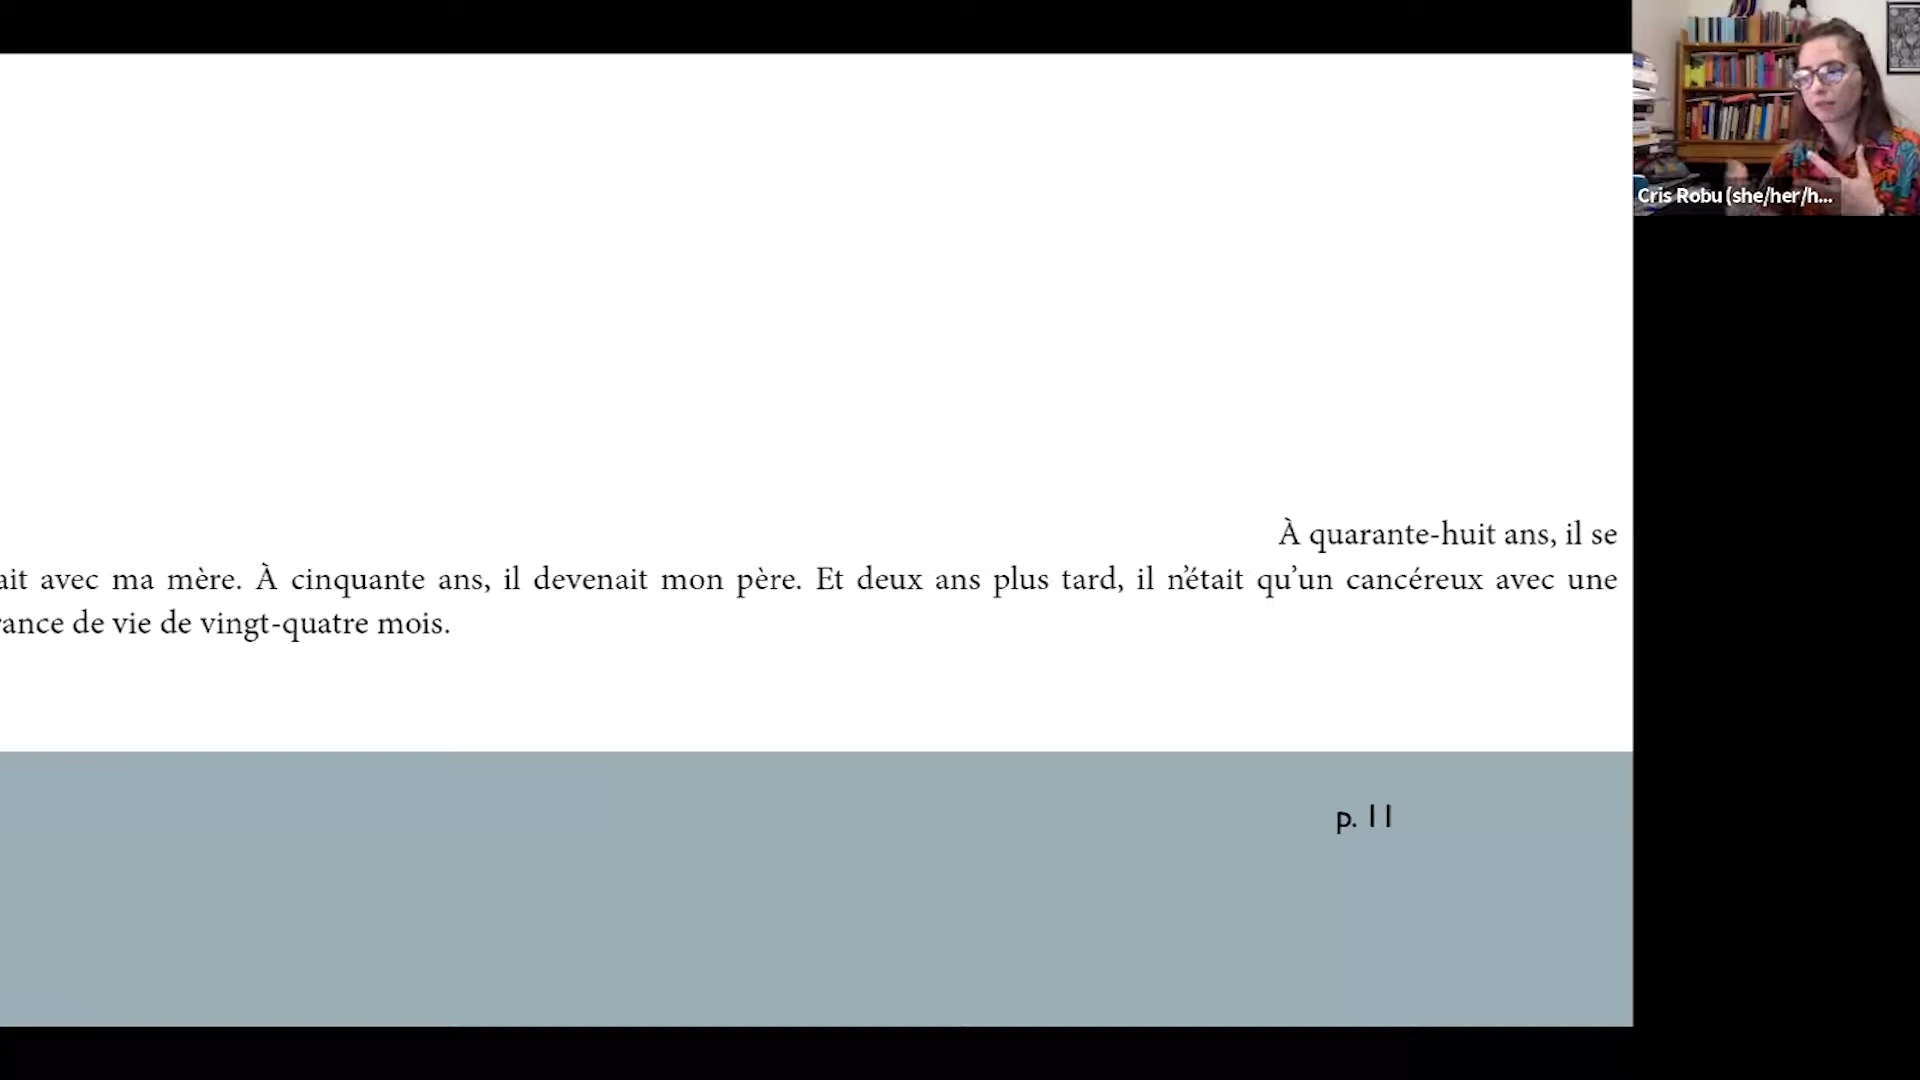 Cris Robu (she/her/h...
À quarante-huit ans, il se
ait avec ma mère. À cinquante ans, il devenait mon père. Et deux ans plus tard, il n'était qu'un cancéreux avec une
rance de vie de vingt-quatre mois.
p. 11